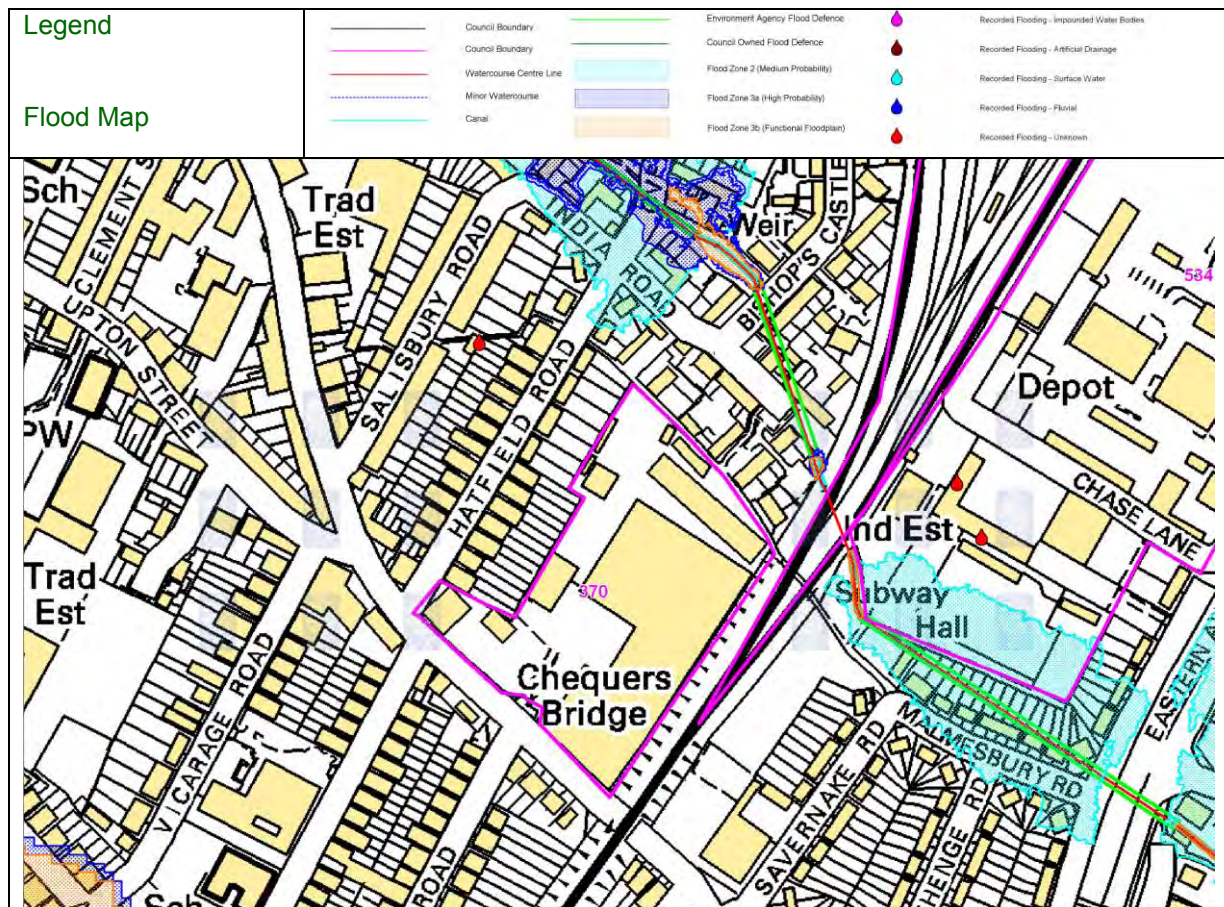 Legend
Flood Map
Council Boundary
Council Boundary
Watercourse Centre Line
Minor Watercourse
Canal
Environment Agency Flood Defence
Council Owned Flood Defence
Flood Zone 2 (Medium Probability)
Flood Zone 3a (High Probability)
Flood Zone 3b (Functional Floodplain)
Recorded Flooding - Impounded Water Bodies
Recorded Flooding - Artificial Drainage
Recorded Flooding - Surface Water
Recorded Flooding - Fluvial
Recorded Flooding - Unknown
Sch
CLEMENT S
Trad
Est
SALISBURY ROAD
INDIA ROAD
Weir
BISHOP'S CASTLE
534
UPTON STREET
PW
HATFIELD ROAD
Depot
CHASE LANE
Ind Est
Subway
Hall
Trad
Est
370
Chequers
Bridge
VICARAGE ROAD
MALMESBURY RD
EASTERN AV
SAVERNAKE RD
HENGE RD
ROAD
Sch